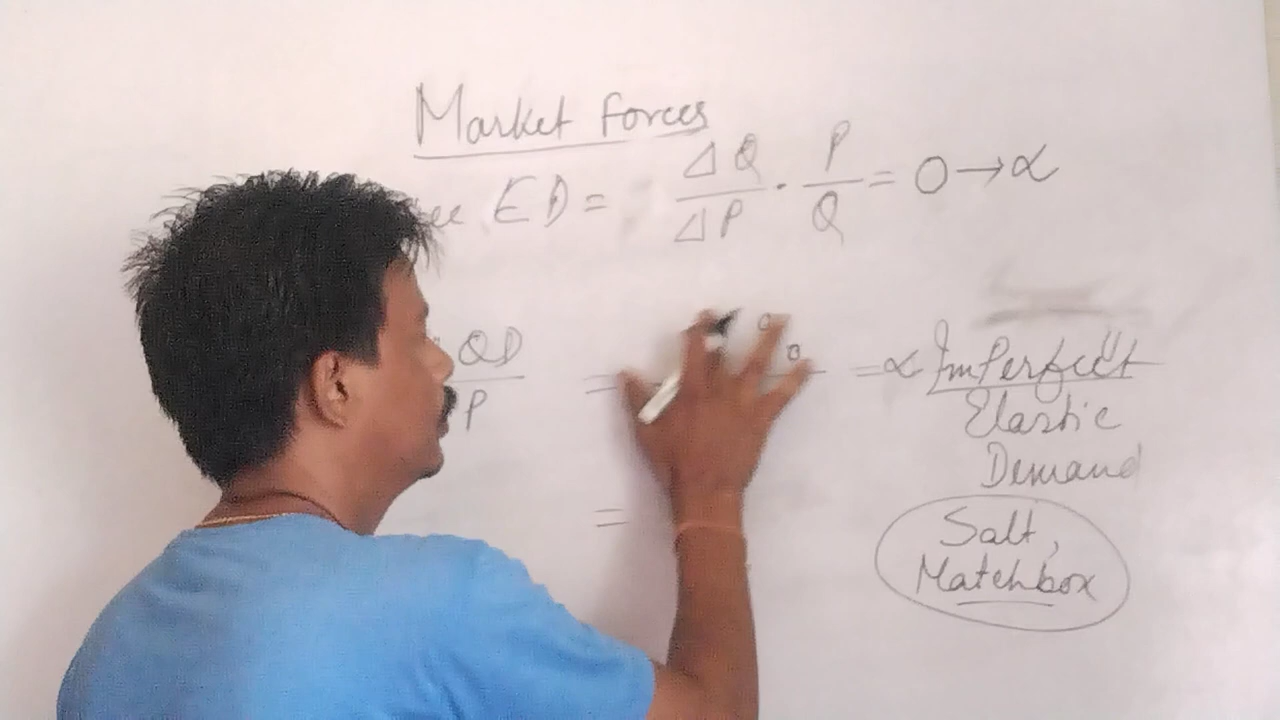 Market forces
ED = ΔQ/ΔP · P/Q = 0 → α
QD/P = = α ImPerfect
Elastic
Demand
=
Salt,
Matchbox